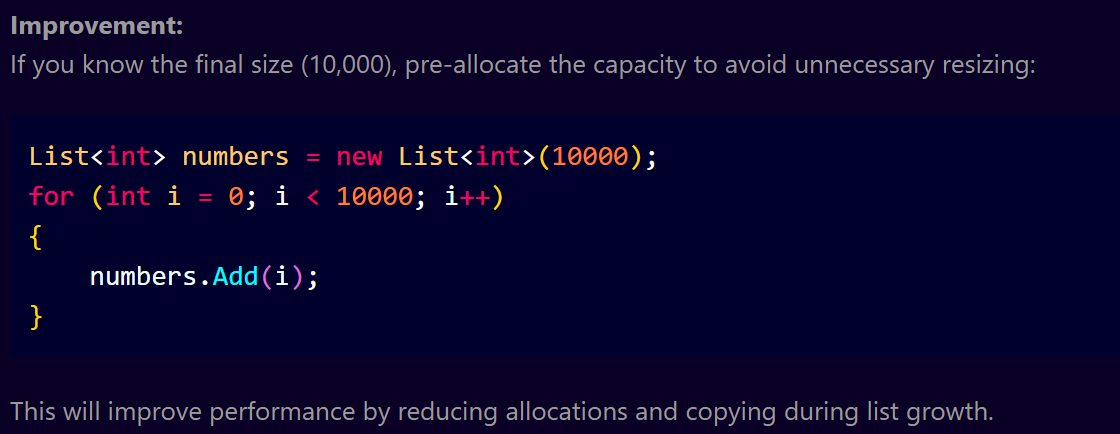 Improvement:
If you know the final size (10,000), pre-allocate the capacity to avoid unnecessary resizing:
List<int> numbers = new List<int>(10000);
for (int i = 0; i < 10000; i++)
{
    numbers.Add(i);
}
This will improve performance by reducing allocations and copying during list growth.